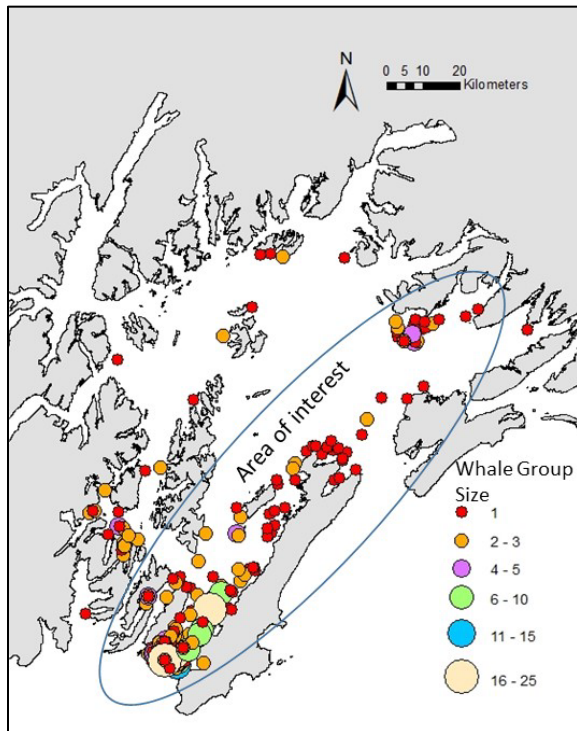 N
0 5 10 20
Kilometers
Area of interest
Whale Group
Size
1
2 - 3
4 - 5
6 - 10
11 - 15
16 - 25